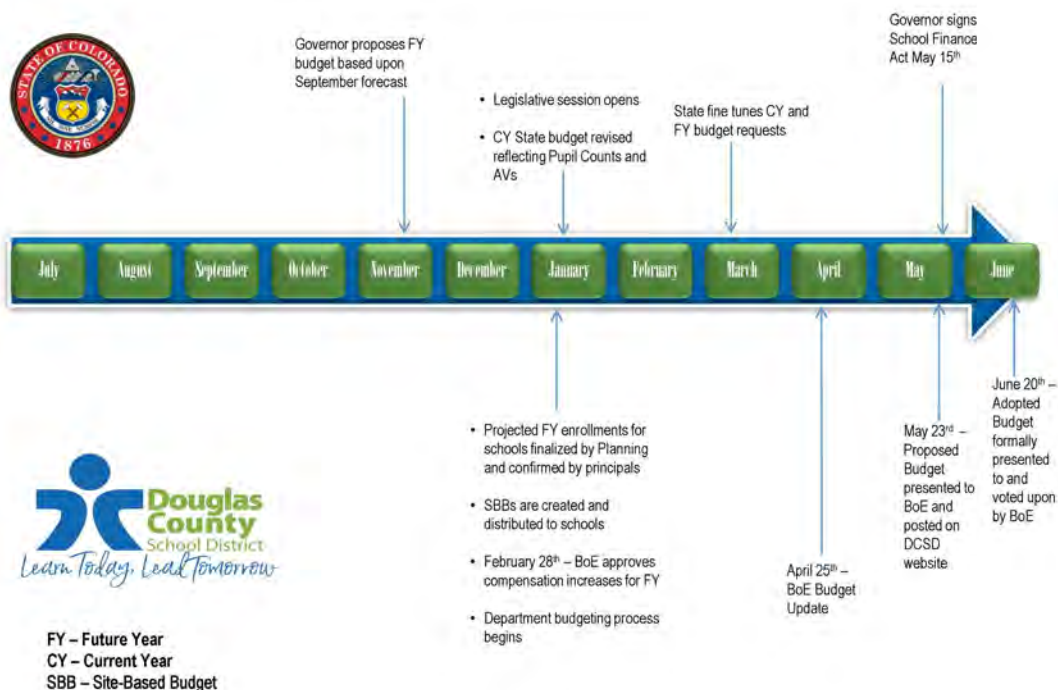 STATE OF COLORADO
1876
Governor proposes FY
budget based upon
September forecast
• Legislative session opens
• CY State budget revised
reflecting Pupil Counts and
AVs
State fine tunes CY and
FY budget requests
Governor signs
School Finance
Act May 15th
July
August
September
October
November
December
January
February
March
April
May
June
• Projected FY enrollments for
schools finalized by Planning
and confirmed by principals
• SBBs are created and
distributed to schools
• February 28th – BoE approves
compensation increases for FY
• Department budgeting process
begins
April 25th –
BoE Budget
Update
May 23rd –
Proposed
Budget
presented to
BoE and
posted on
DCSD
website
June 20th –
Adopted
Budget
formally
presented
to and
voted upon
by BoE
Douglas
County
School District
Learn Today, Lead Tomorrow
FY – Future Year
CY – Current Year
SBB – Site-Based Budget